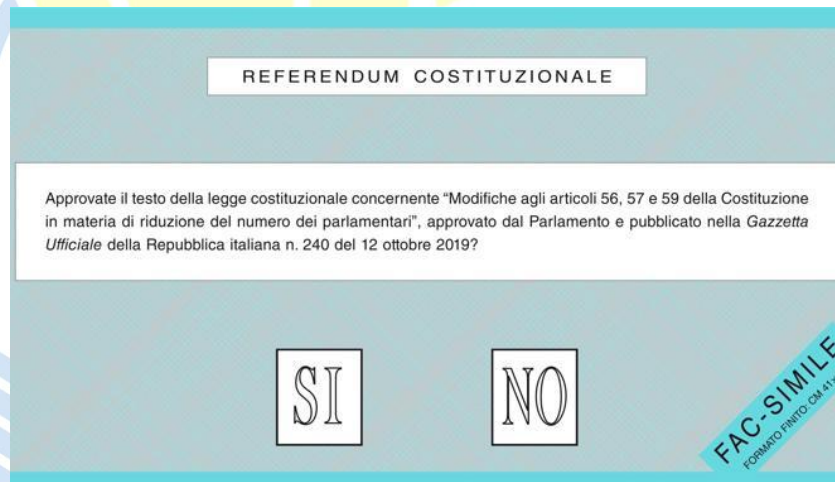 REFERENDUM COSTITUZIONALE
Approvate il testo della legge costituzionale concernente “Modifiche agli articoli 56, 57 e 59 della Costituzione
in materia di riduzione del numero dei parlamentari”, approvato dal Parlamento e pubblicato nella Gazzetta
Ufficiale della Repubblica italiana n. 240 del 12 ottobre 2019?
SI NO
FAC-SIMILE
FORMATO FINITO: CM 41